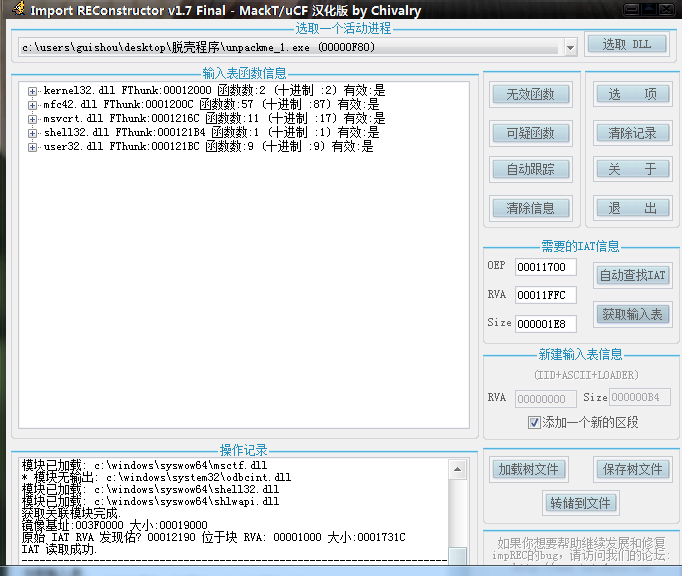 Import REConstructor v1.7 Final - MackT/uCF 汉化版 by Chivalry
选取一个活动进程
c:\users\guishou\desktop\脱壳程序\unpackme_1.exe (00000F80)
选取 DLL
输入表函数信息
kernel32.dll FThunk:00012000 函数数:2 (十进制 :2) 有效:是
mfc42.dll FThunk:0001200C 函数数:57 (十进制 :87) 有效:是
msvcrt.dll FThunk:0001216C 函数数:11 (十进制 :17) 有效:是
shell32.dll FThunk:000121B4 函数数:1 (十进制 :1) 有效:是
user32.dll FThunk:000121BC 函数数:9 (十进制 :9) 有效:是
无效函数
选 项
可疑函数
清除记录
自动跟踪
关 于
清除信息
退 出
需要的IAT信息
OEP 00011700
自动查找IAT
RVA 00011FFC
获取输入表
Size 000001E8
新建输入表信息
(IID+ASCII+LOADER)
RVA 00000000 Size 000000B4
添加一个新的区段
操作记录
模块已加载: c:\windows\syswow64\msctf.dll
* 模块无输出: c:\windows\system32\odbcint.dll
模块已加载: c:\windows\syswow64\shell32.dll
模块已加载: c:\windows\syswow64\shlwapi.dll
获取关联模块完成.
镜像基址:003F0000 大小:00019000
原始 IAT RVA 发现估? 00012190 位于块 RVA: 00001000 大小:0001731C
IAT 读取成功.
加载树文件
保存树文件
转储到文件
如果你想要帮助继续发展和修复
impREC的bug, 请访问我们的论坛: